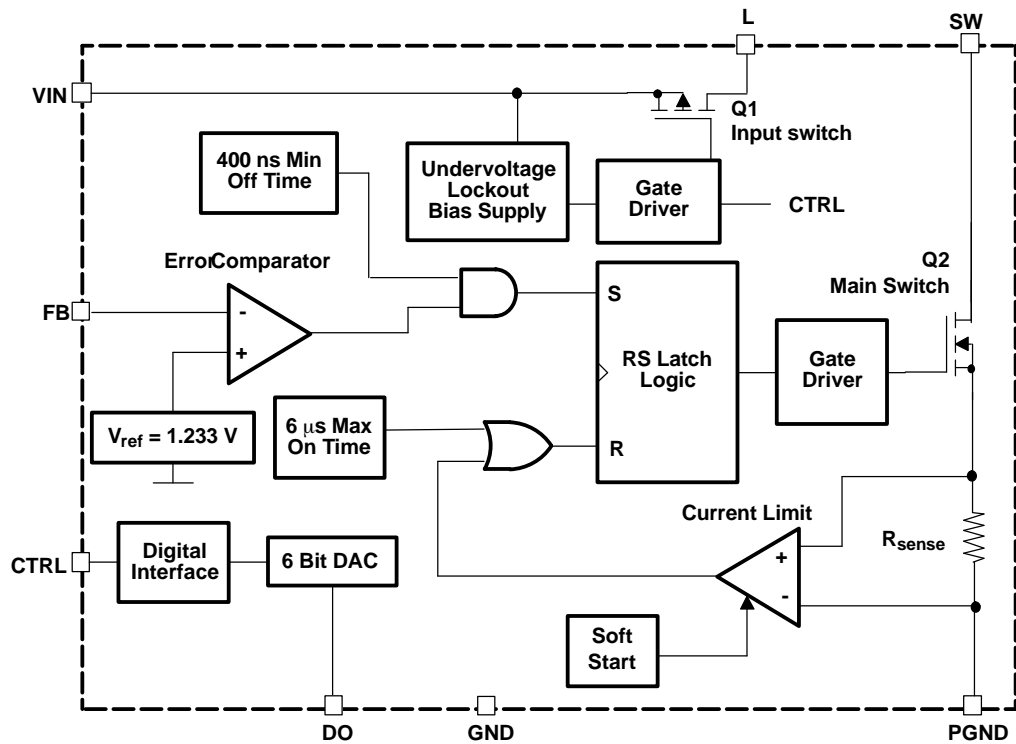 L
SW
VIN
Q1
Input switch
400 ns Min
Off Time
Undervoltage
Lockout
Bias Supply
Gate
Driver
CTRL
ErrorComparator
Q2
Main Switch
FB
-
+
S
RS Latch
Logic
Gate
Driver
Vref = 1.233 V
6 μs Max
On Time
R
Current Limit
Rsense
CTRL
Digital
Interface
6 Bit DAC
+
-
Soft
Start
DO
GND
PGND